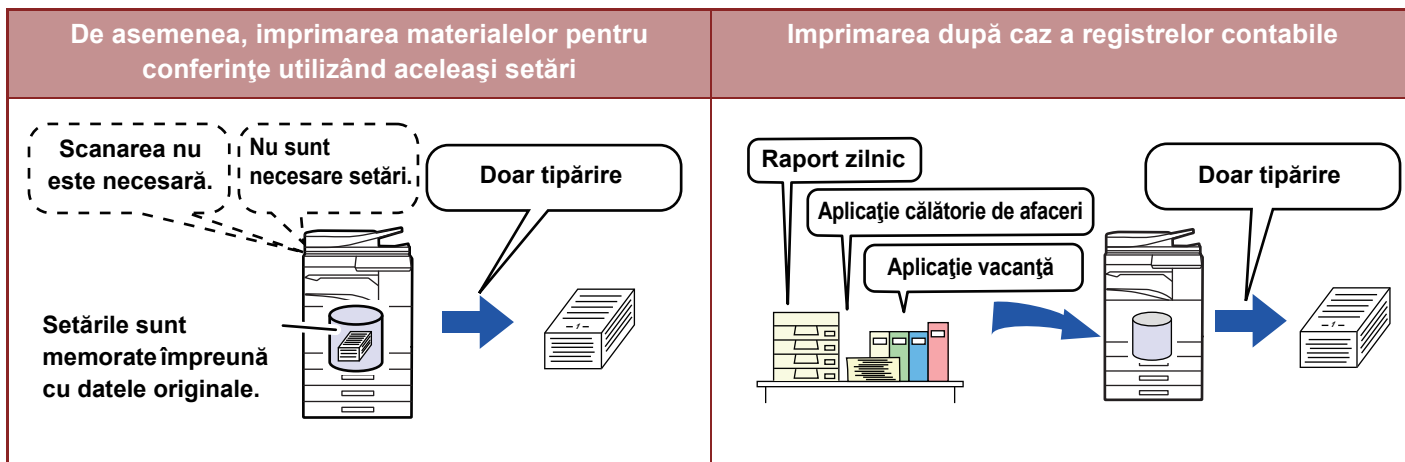 De asemenea, imprimarea materialelor pentru
conferinţe utilizând aceleaşi setări
Imprimarea după caz a registrelor contabile
Scanarea nu
este necesară.
Nu sunt
necesare setări.
Doar tipărire
Setările sunt
memorate împreună
cu datele originale.
-1-
Raport zilnic
Aplicaţie călătorie de afaceri
Aplicaţie vacanţă
Doar tipărire
-1-